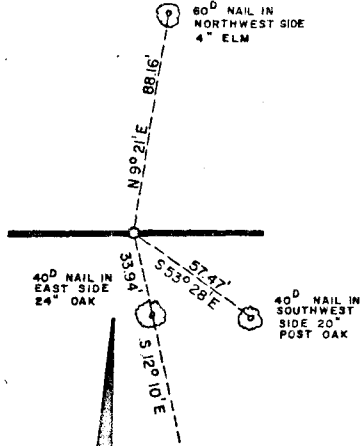 60ᴰ NAIL IN
NORTHWEST SIDE
4" ELM
88.16'
N 9° 21' E
33.94'
57.47'
S 53° 28' E
40ᴰ NAIL IN
EAST SIDE
24" OAK
40ᴰ NAIL IN
SOUTHWEST
SIDE 20"
POST OAK
S 12° 10' E